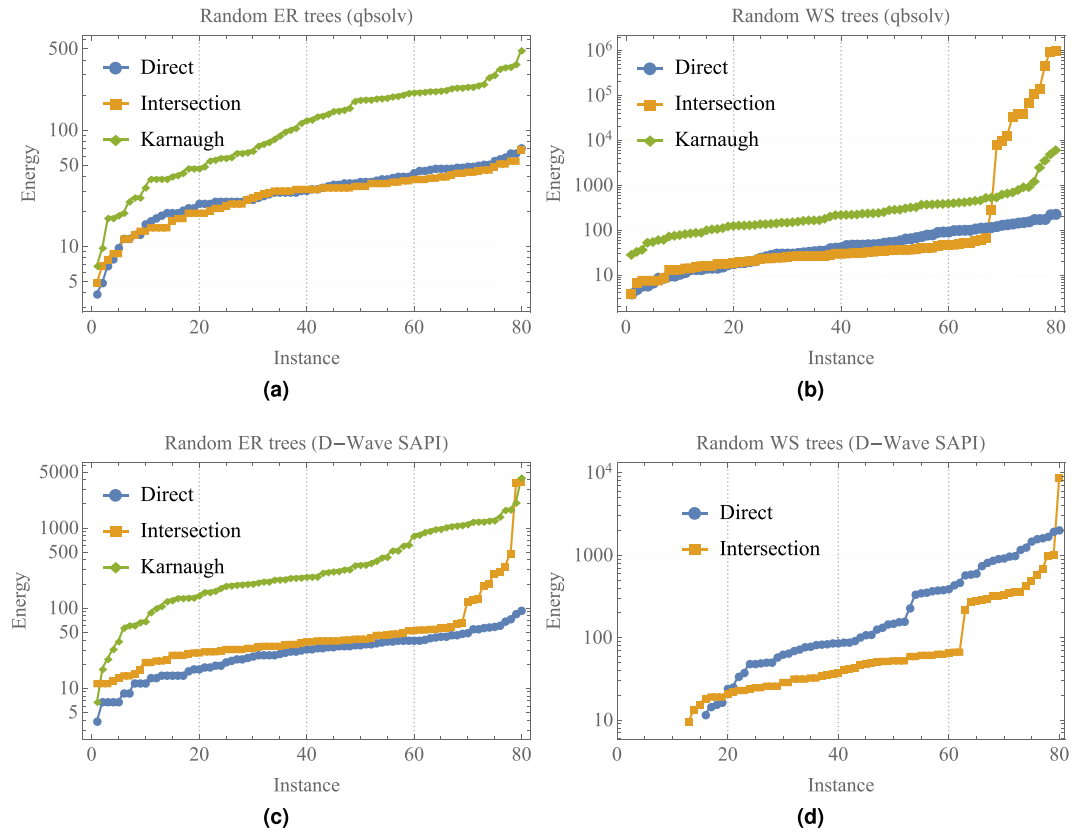 Random ER trees (qbsolv)
Energy
500
100
50
10
5
Direct
Intersection
Karnaugh
0
20
40
60
80
Instance
(a)
Random WS trees (qbsolv)
Energy
10^6
10^5
10^4
1000
100
10
Direct
Intersection
Karnaugh
0
20
40
60
80
Instance
(b)
Random ER trees (D−Wave SAPI)
Energy
5000
1000
500
100
50
10
5
Direct
Intersection
Karnaugh
0
20
40
60
80
Instance
(c)
Random WS trees (D−Wave SAPI)
Energy
10^4
1000
100
10
Direct
Intersection
0
20
40
60
80
Instance
(d)